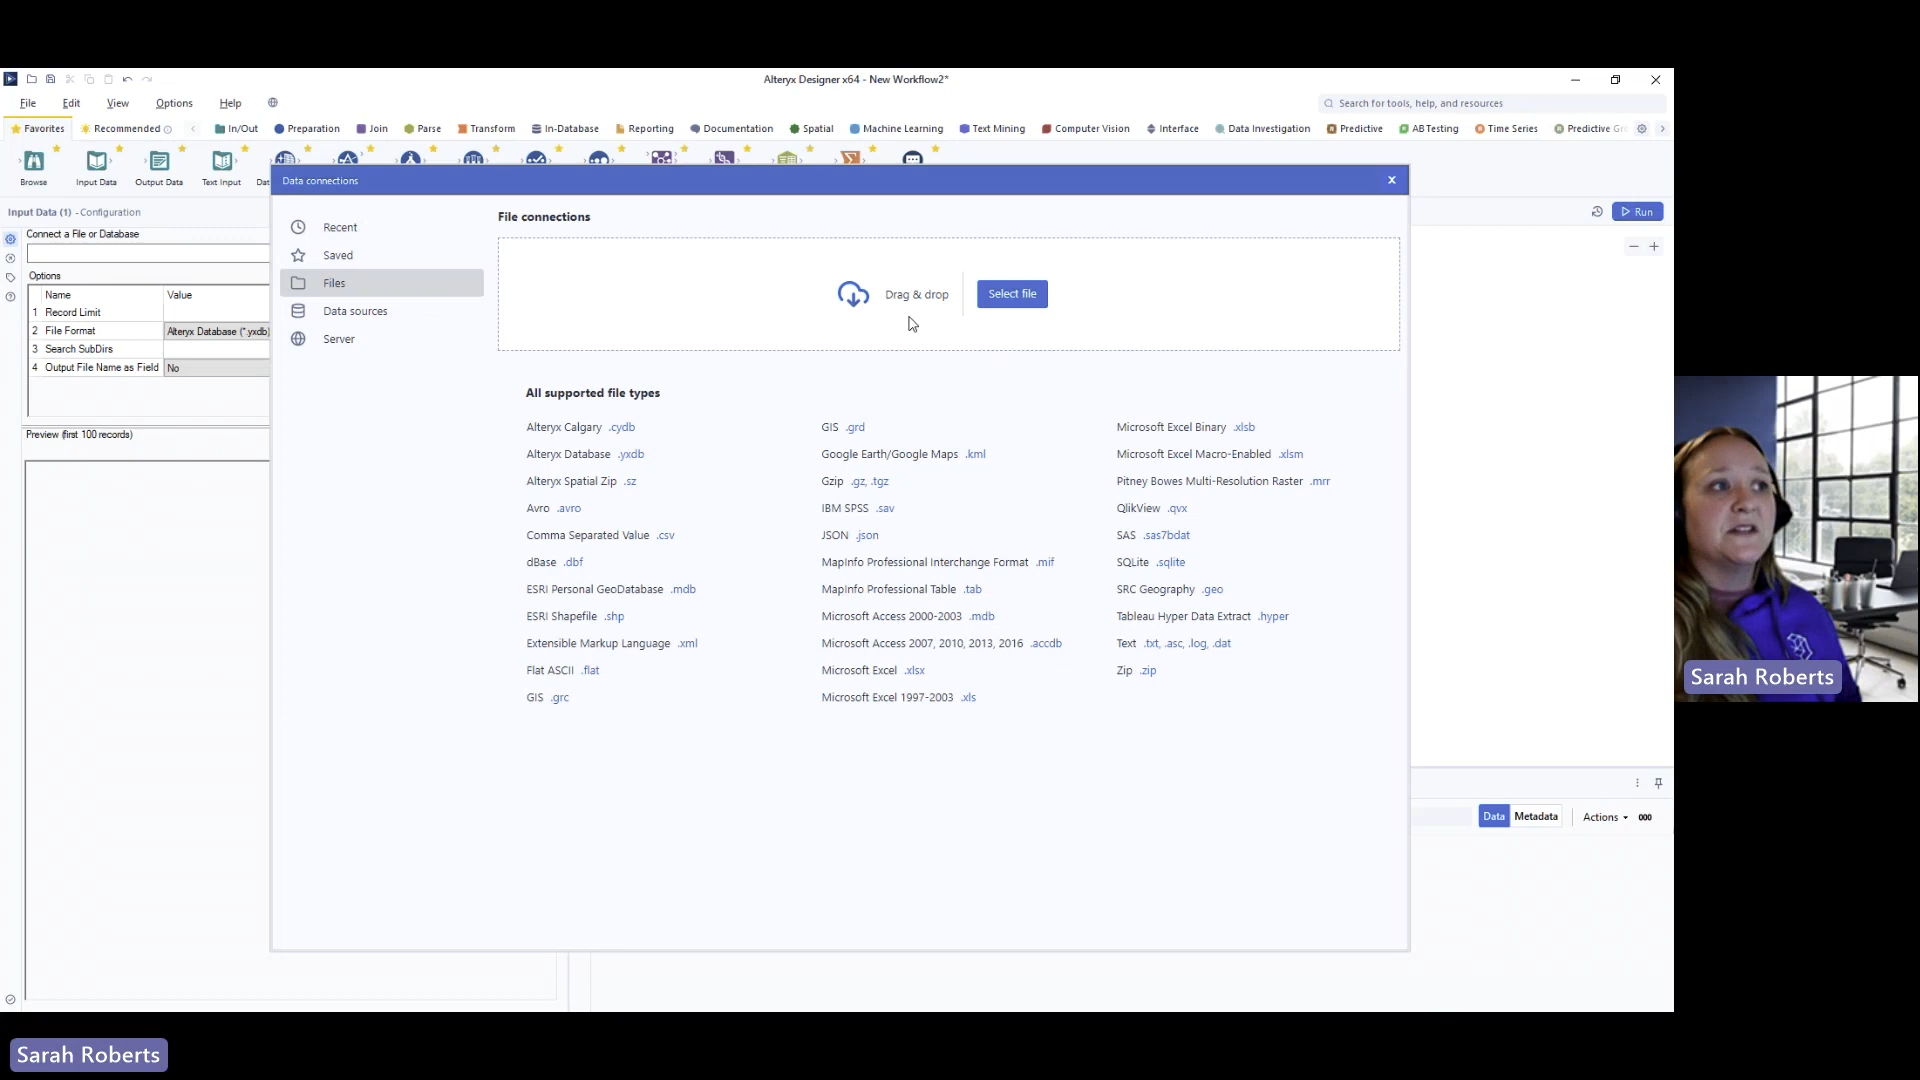 Alteryx Designer x64 - New Workflow2*
File Edit View Options Help
Search for tools, help, and resources
Favorites Recommended In/Out Preparation Join Parse Transform In-Database Reporting Documentation Spatial Machine Learning Text Mining Computer Vision Interface Data Investigation Predictive AB Testing Time Series Predictive
Browse Input Data Output Data Text Input
Data connections
Input Data (1) - Configuration
Run
Connect a File or Database
Options
Name Value
1 Record Limit
2 File Format Alteryx Database (*.yxdb)
3 Search SubDirs
4 Output File Name as Field No
Preview (first 100 records)
Recent
Saved
Files
Data sources
Server
File connections
Drag & drop
Select file
All supported file types
Alteryx Calgary .cydb
Alteryx Database .yxdb
Alteryx Spatial Zip .sz
Avro .avro
Comma Separated Value .csv
dBase .dbf
ESRI Personal GeoDatabase .mdb
ESRI Shapefile .shp
Extensible Markup Language .xml
Flat ASCII .flat
GIS .grc
GIS .grd
Google Earth/Google Maps .kml
Gzip .gz, .tgz
IBM SPSS .sav
JSON .json
MapInfo Professional Interchange Format .mif
MapInfo Professional Table .tab
Microsoft Access 2000-2003 .mdb
Microsoft Access 2007, 2010, 2013, 2016 .accdb
Microsoft Excel .xlsx
Microsoft Excel 1997-2003 .xls
Microsoft Excel Binary .xlsb
Microsoft Excel Macro-Enabled .xlsm
Pitney Bowes Multi-Resolution Raster .mrr
QlikView .qvx
SAS .sas7bdat
SQLite .sqlite
SRC Geography .geo
Tableau Hyper Data Extract .hyper
Text .txt, .asc, .log, .dat
Zip .zip
Data Metadata Actions 000
Sarah Roberts
Sarah Roberts